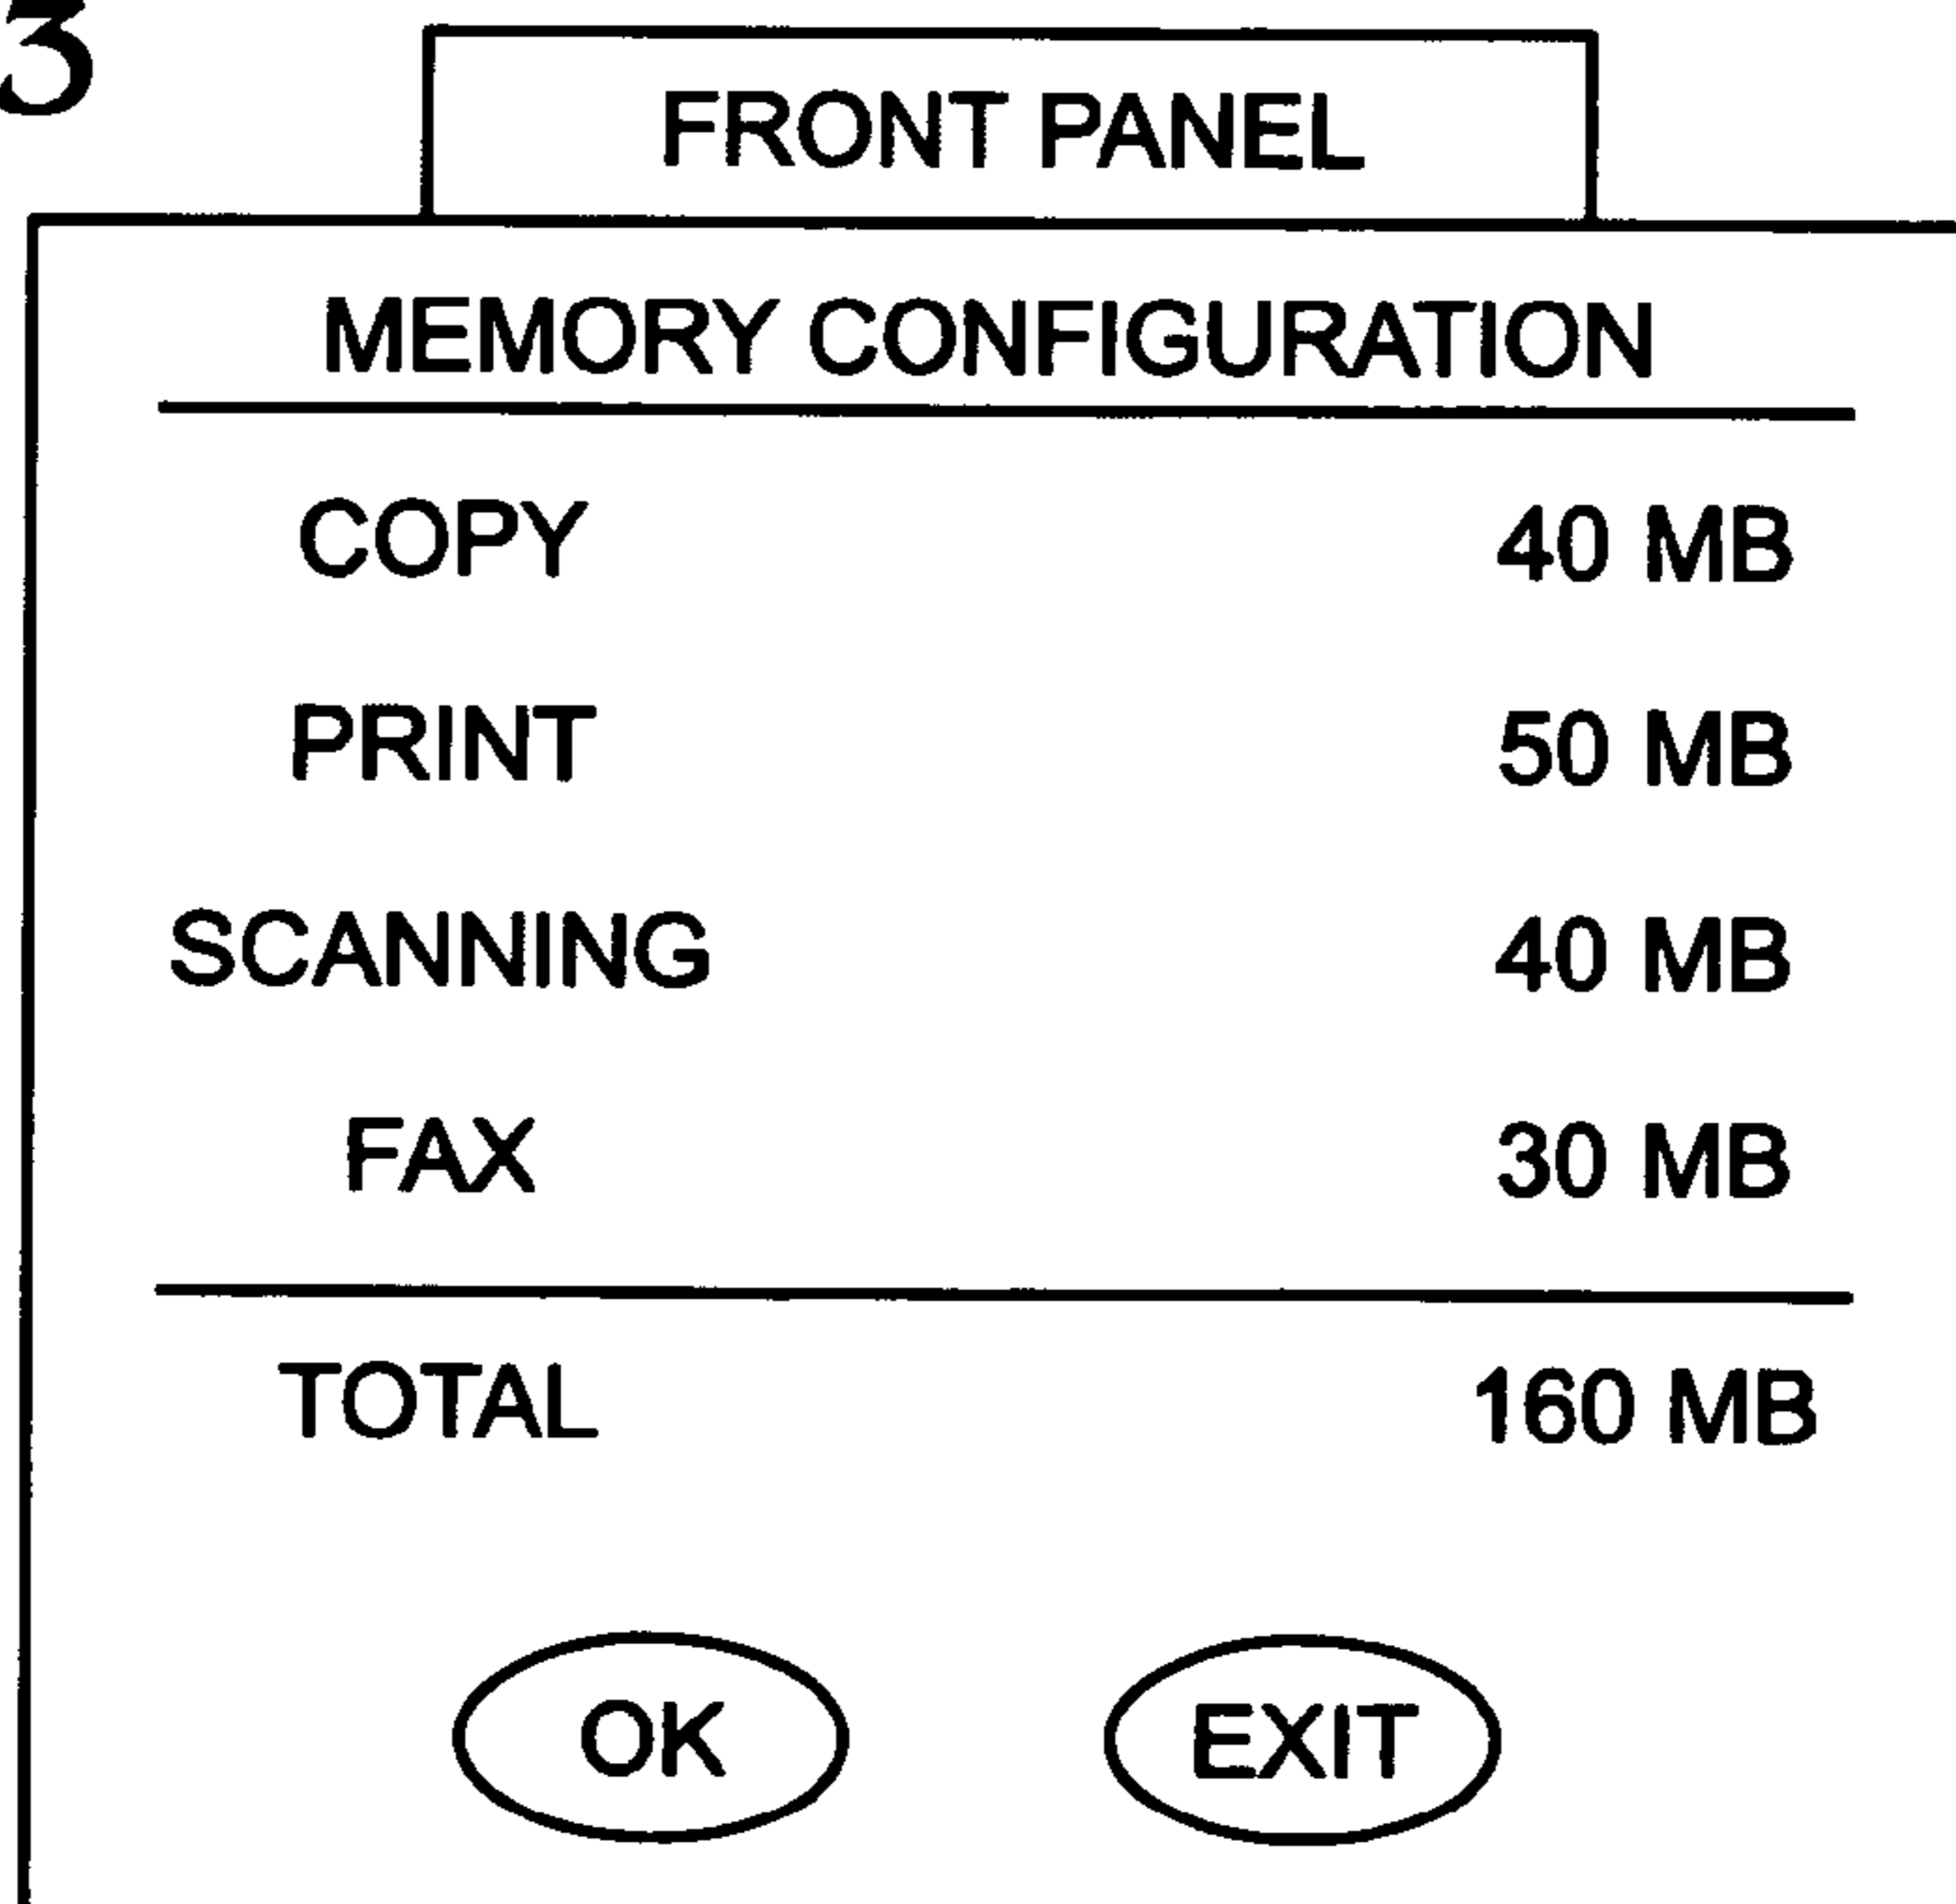 3
FRONT PANEL
MEMORY CONFIGURATION
COPY 40 MB
PRINT 50 MB
SCANNING 40 MB
FAX 30 MB
TOTAL 160 MB
OK EXIT